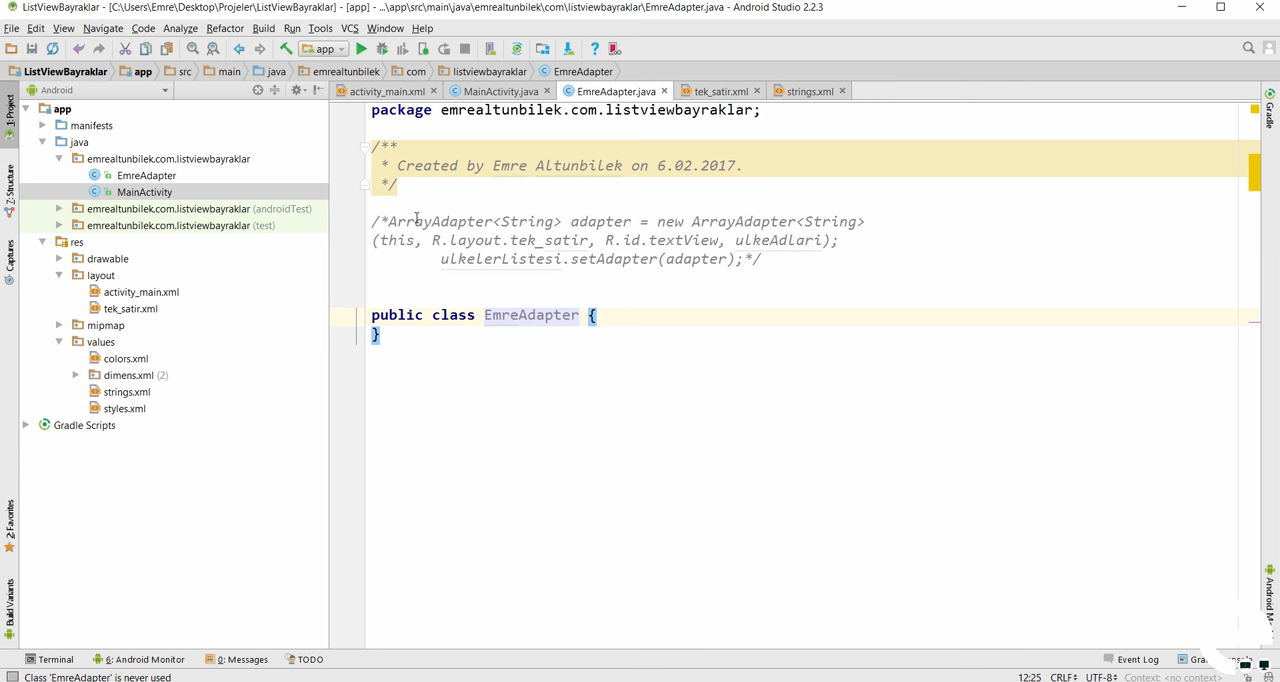 ListViewBayraklar - [C:\Users\Emre\Desktop\Projeler\ListViewBayraklar] - [app] - ...\app\src\main\java\emrealtunbilek\com\listviewbayraklar\EmreAdapter.java - Android Studio 2.2.3
File Edit View Navigate Code Analyze Refactor Build Run Tools VCS Window Help
app
ListViewBayraklar app src main java emrealtunbilek com listviewbayraklar EmreAdapter
Android
activity_main.xml MainActivity.java EmreAdapter.java tek_satir.xml strings.xml
1: Project
Z: Structure
Captures
2: Favorites
Build Variants
app
manifests
java
emrealtunbilek.com.listviewbayraklar
EmreAdapter
MainActivity
emrealtunbilek.com.listviewbayraklar (androidTest)
emrealtunbilek.com.listviewbayraklar (test)
res
drawable
layout
activity_main.xml
tek_satir.xml
mipmap
values
colors.xml
dimens.xml (2)
strings.xml
styles.xml
Gradle Scripts
package emrealtunbilek.com.listviewbayraklar;
/**
* Created by Emre Altunbilek on 6.02.2017.
*/
/*ArrayAdapter<String> adapter = new ArrayAdapter<String>
(this, R.layout.tek_satir, R.id.textView, ulkeAdlari);
ulkelerListesi.setAdapter(adapter);*/
public class EmreAdapter {
}
Gradle
Android
Terminal 6: Android Monitor 0: Messages TODO Event Log
Class 'EmreAdapter' is never used 12:25 CRLF UTF-8 Context: <no context>